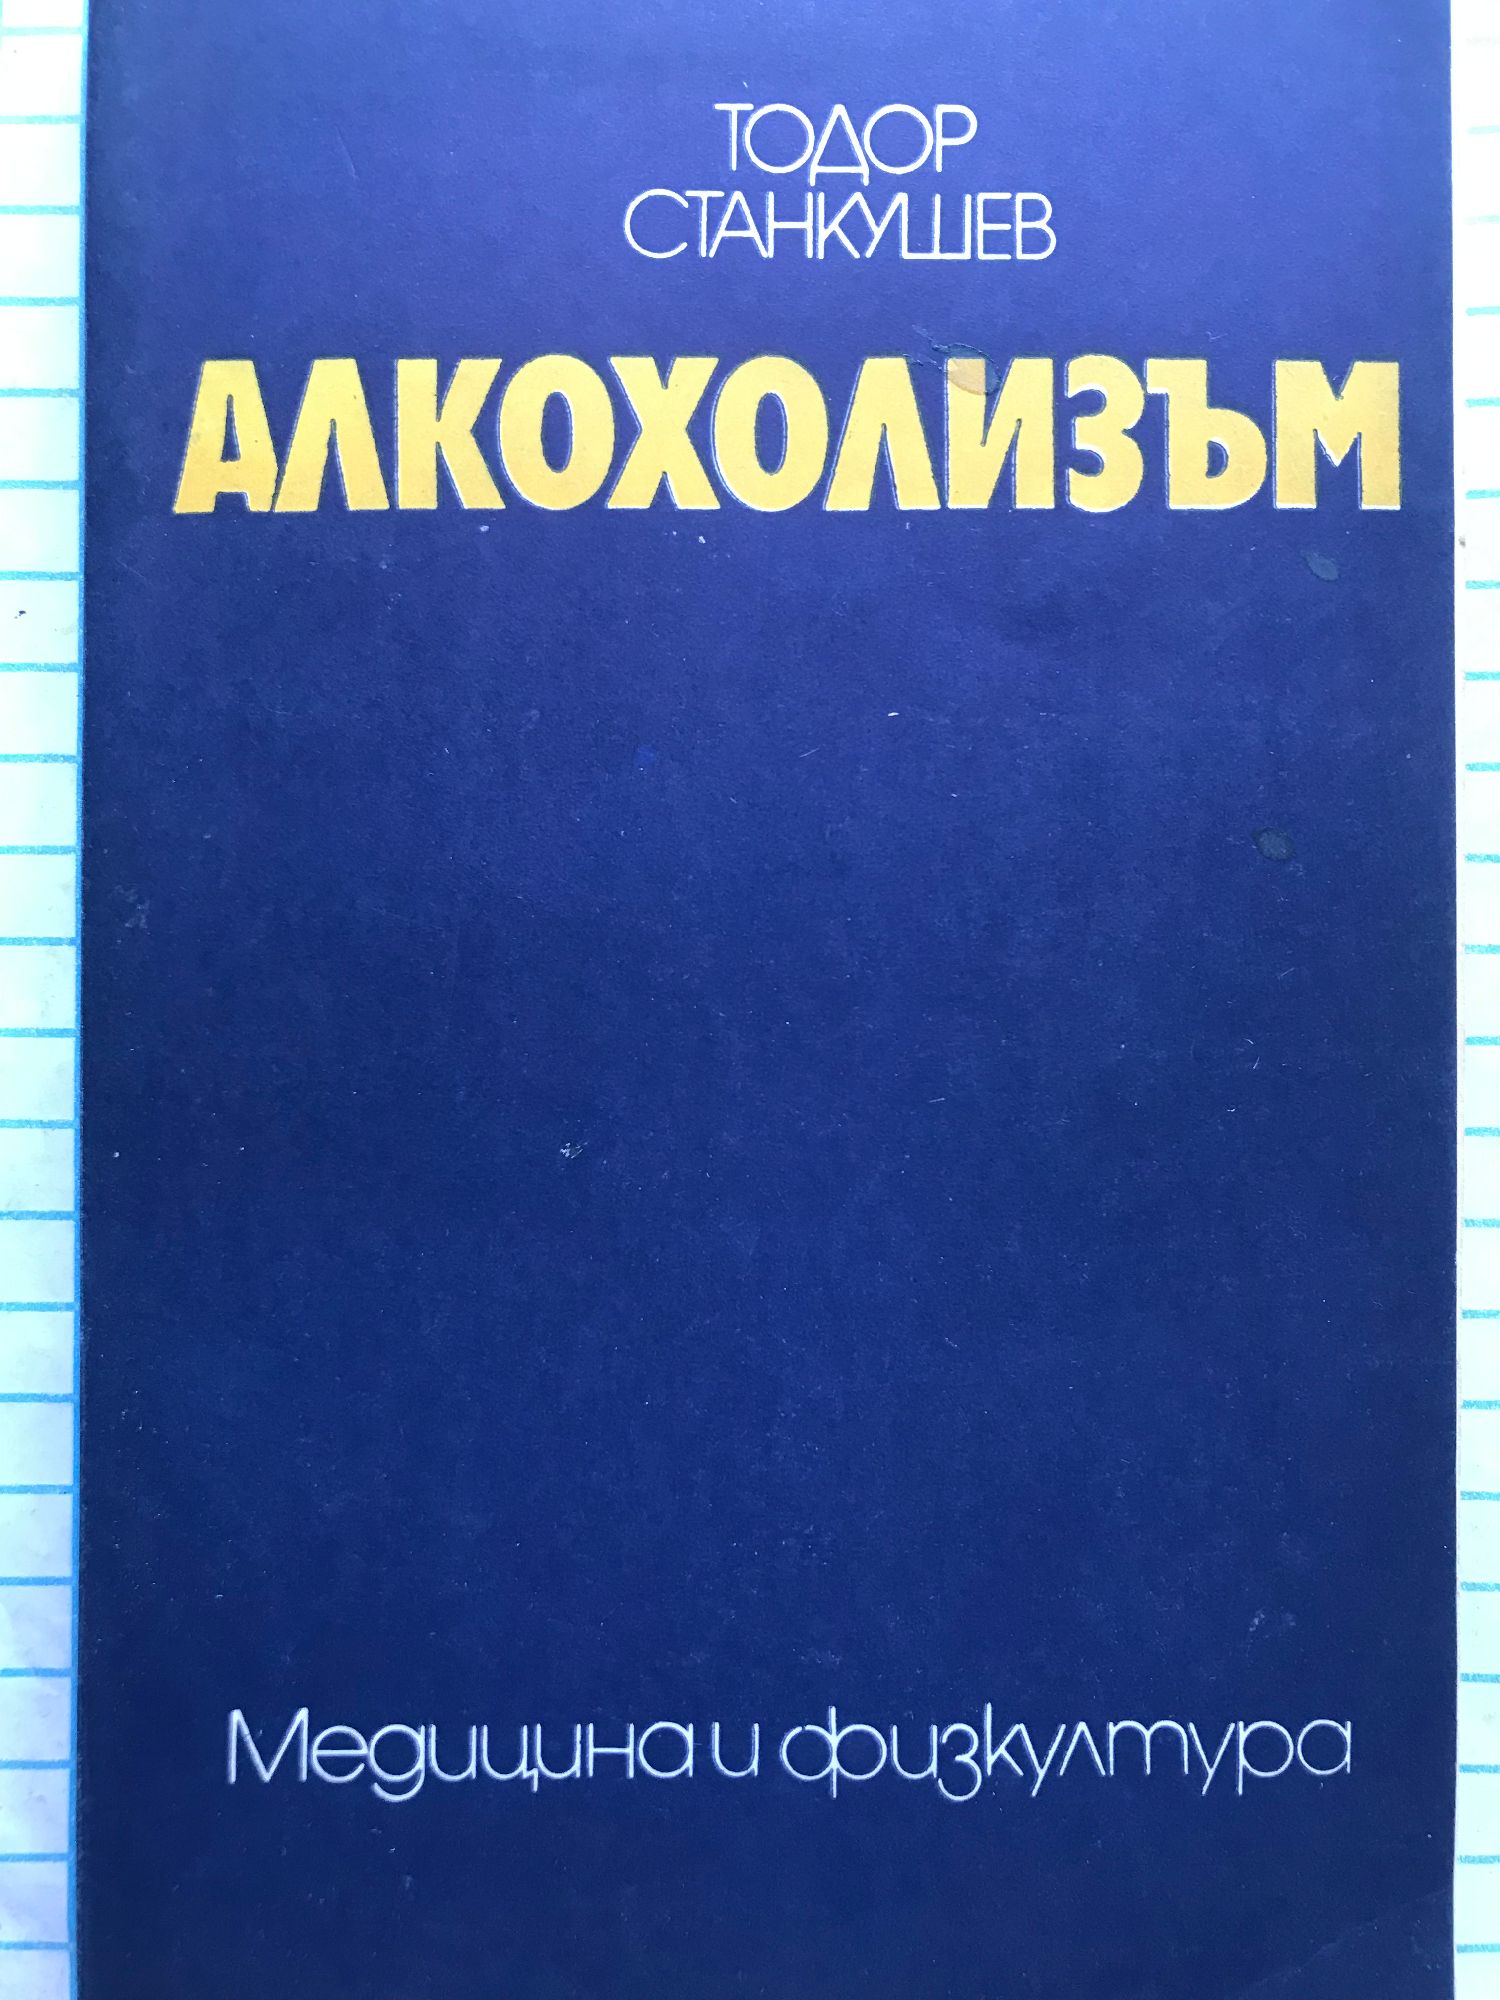 ТОДОР
СТАНКУШЕВ
АЛКОХОЛИЗЪМ
Медицина и физкултура